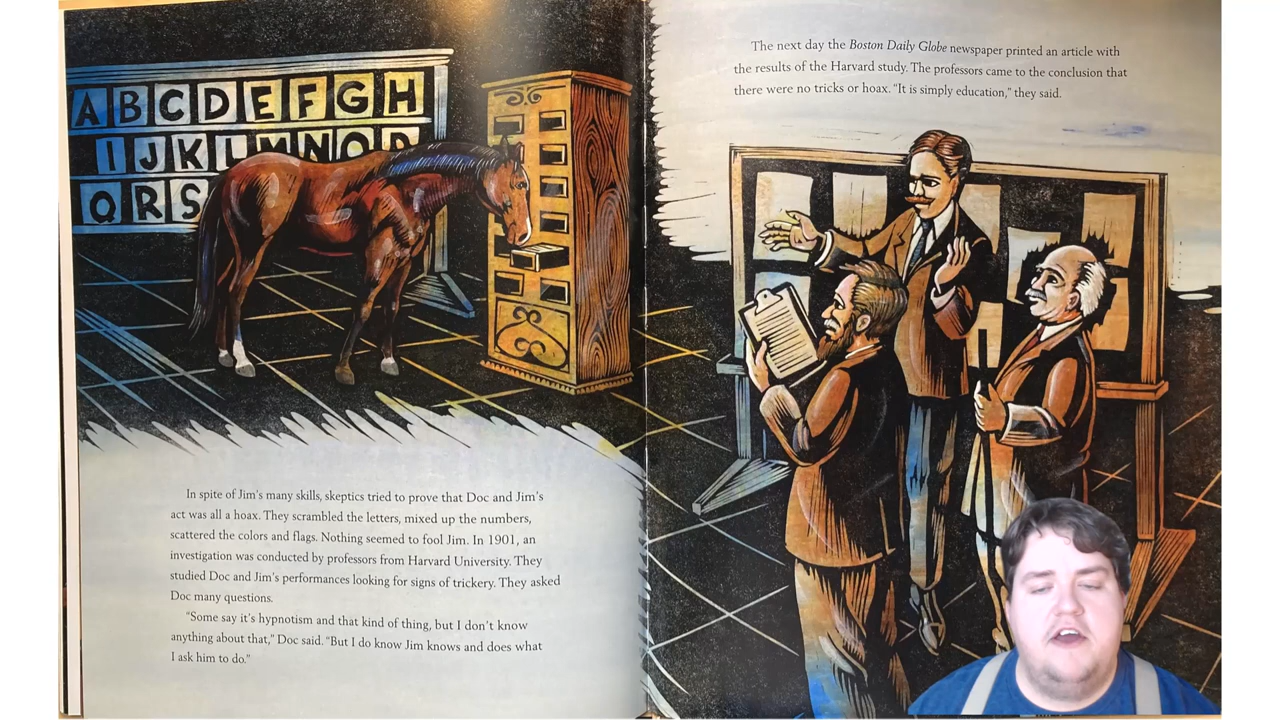 A B C D E F G H
I J K L M N O P
Q R S
In spite of Jim's many skills, skeptics tried to prove that Doc and Jim's
act was all a hoax. They scrambled the letters, mixed up the numbers,
scattered the colors and flags. Nothing seemed to fool Jim. In 1901, an
investigation was conducted by professors from Harvard University. They
studied Doc and Jim's performances looking for signs of trickery. They asked
Doc many questions.
"Some say it's hypnotism and that kind of thing, but I don't know
anything about that," Doc said. "But I do know Jim knows and does what
I ask him to do."
The next day the Boston Daily Globe newspaper printed an article with
the results of the Harvard study. The professors came to the conclusion that
there were no tricks or hoax. "It is simply education," they said.